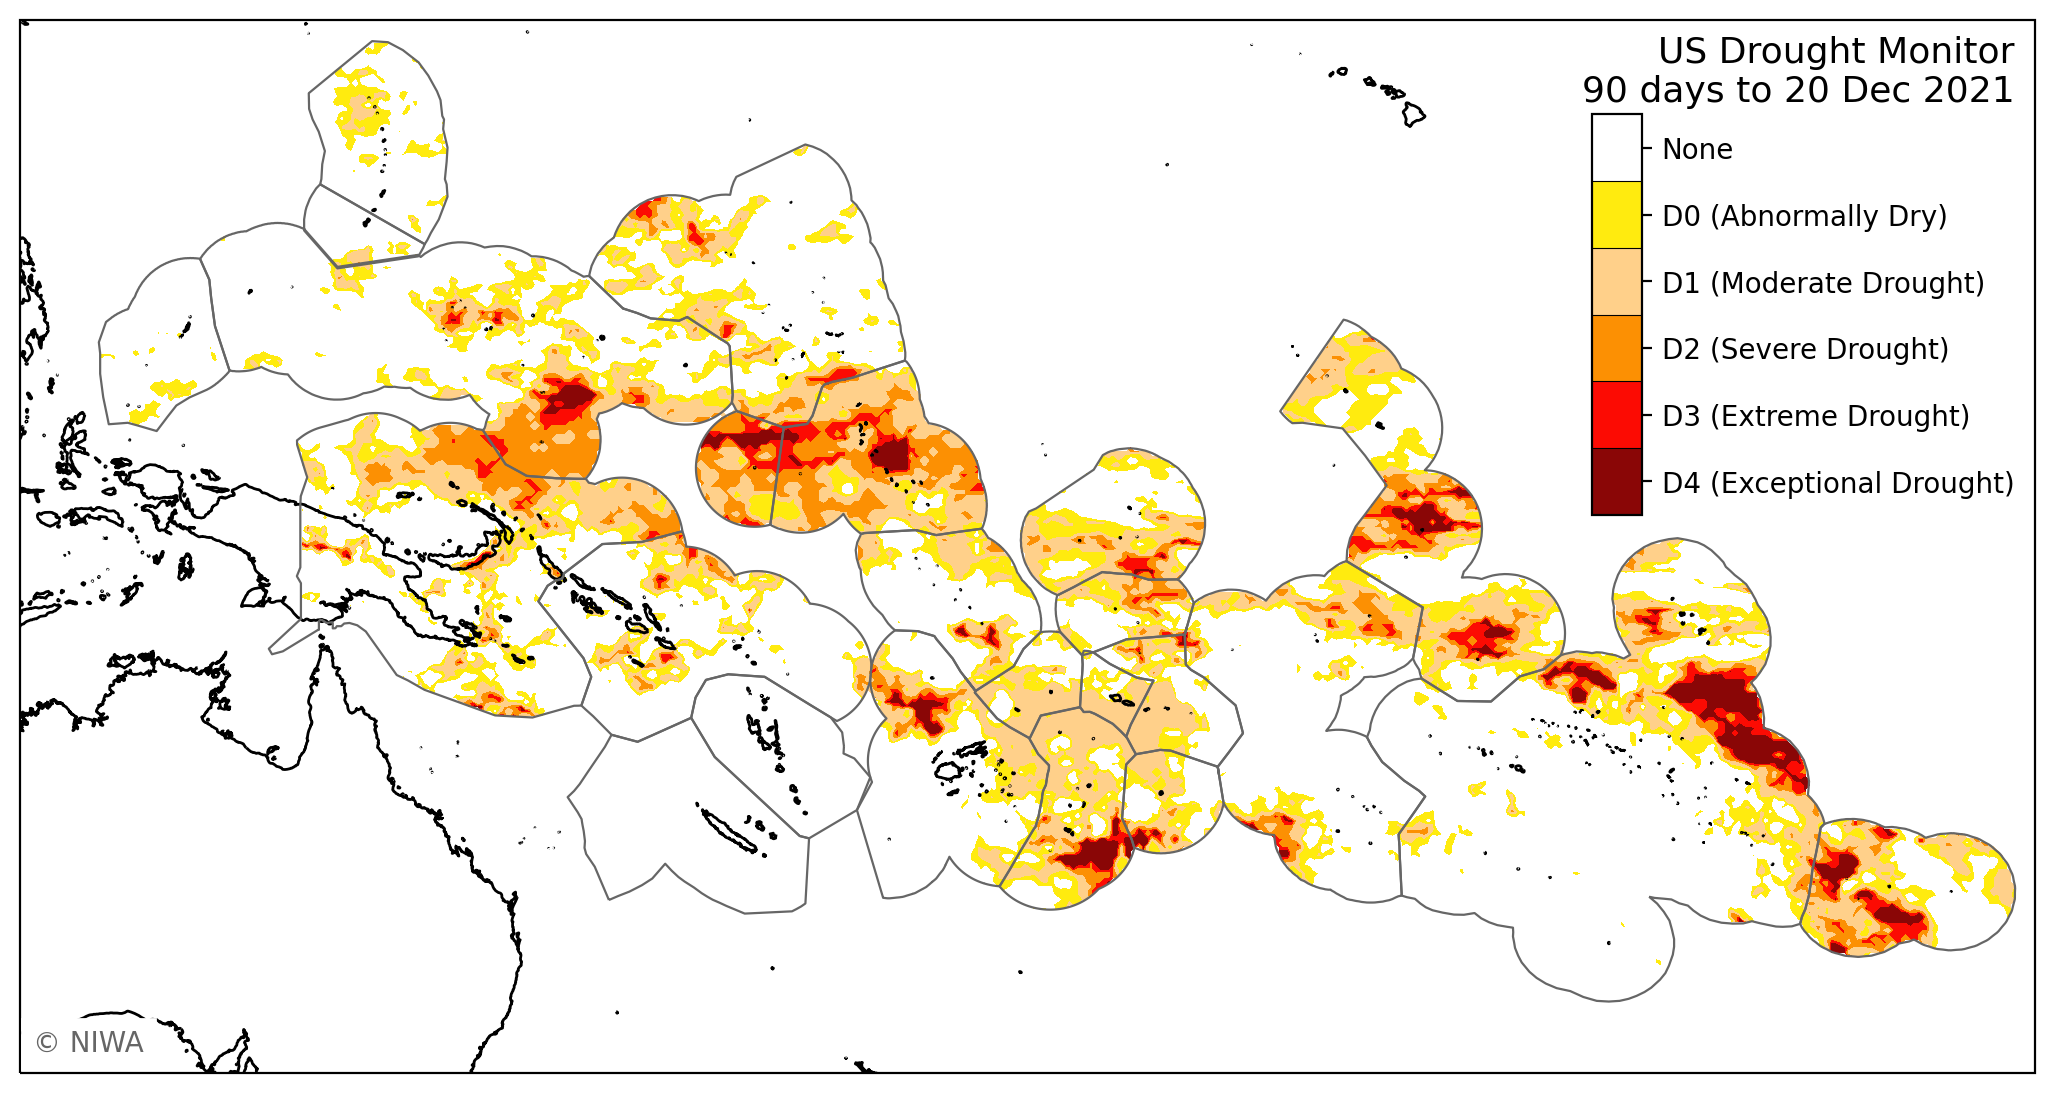 US Drought Monitor
90 days to 20 Dec 2021
None
D0 (Abnormally Dry)
D1 (Moderate Drought)
D2 (Severe Drought)
D3 (Extreme Drought)
D4 (Exceptional Drought)
© NIWA